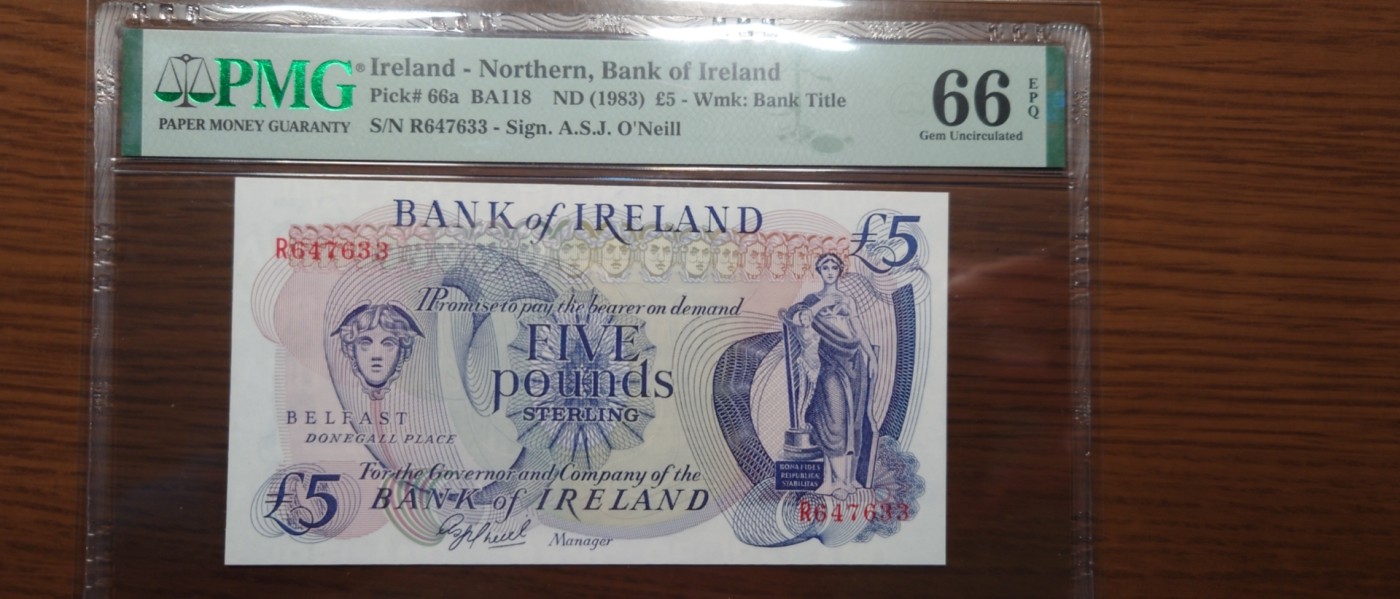 PMG®
PAPER MONEY GUARANTY
Ireland - Northern, Bank of Ireland
Pick# 66a BA118 ND (1983) £5 - Wmk: Bank Title
S/N R647633 - Sign. A.S.J. O'Neill
66
EPQ
Gem Uncirculated
BANK of IRELAND
£5
R647633
I Promise to pay the bearer on demand
FIVE
pounds
STERLING
BELFAST
DONEGALL PLACE
BONA FIDES
REIPUBLICÆ
STABILITAS
£5
For the Governor and Company of the
BANK of IRELAND
R647633
Manager